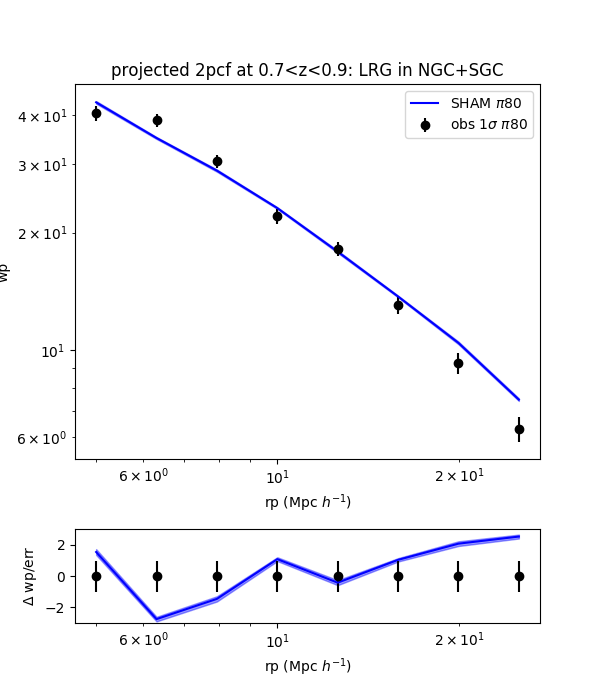 projected 2pcf at 0.7<z<0.9: LRG in NGC+SGC
SHAM π80
obs 1σ π80
4 × 10¹
3 × 10¹
2 × 10¹
10¹
6 × 10⁰
wp
6 × 10⁰
10¹
2 × 10¹
rp (Mpc h⁻¹)
2
0
−2
Δ wp/err
6 × 10⁰
10¹
2 × 10¹
rp (Mpc h⁻¹)